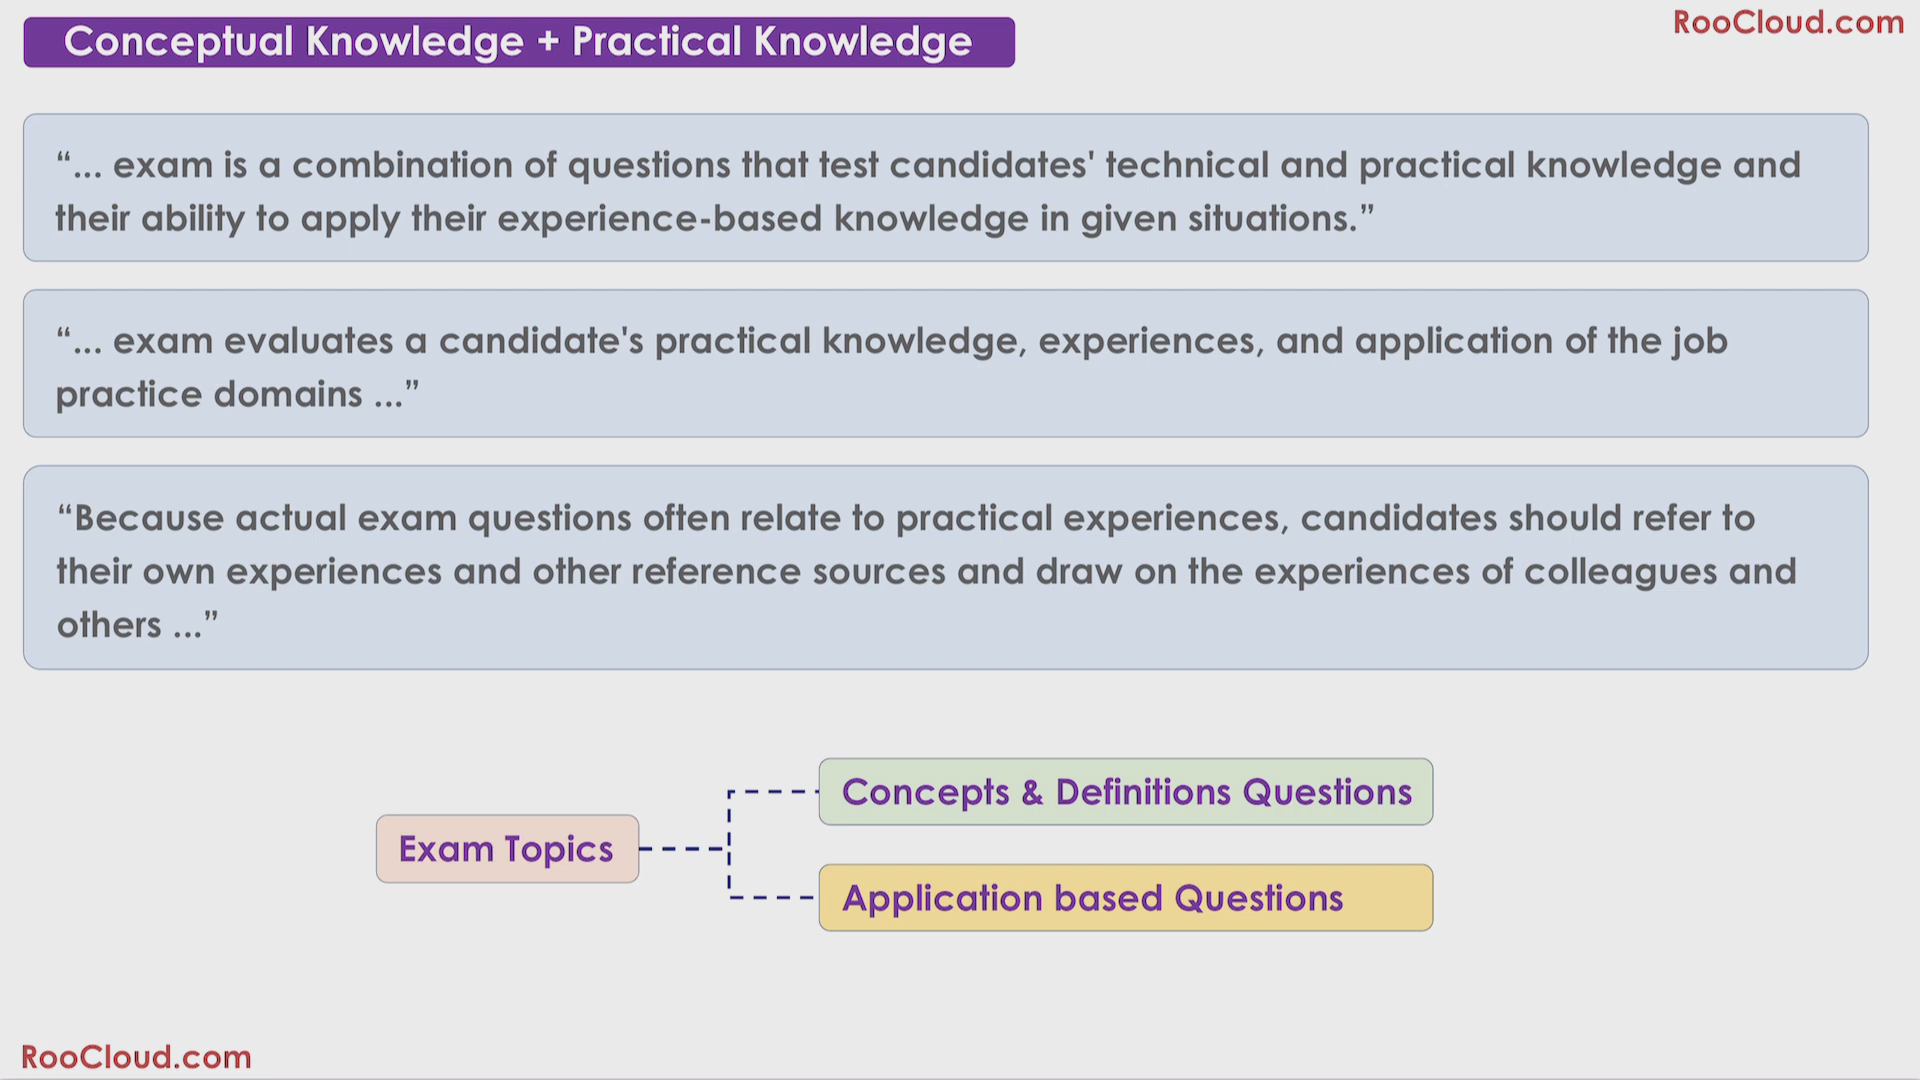 Conceptual Knowledge + Practical Knowledge
RooCloud.com
“... exam is a combination of questions that test candidates' technical and practical knowledge and
their ability to apply their experience-based knowledge in given situations.”
“... exam evaluates a candidate's practical knowledge, experiences, and application of the job
practice domains ...”
“Because actual exam questions often relate to practical experiences, candidates should refer to
their own experiences and other reference sources and draw on the experiences of colleagues and
others ...”
Concepts & Definitions Questions
Exam Topics
Application based Questions
RooCloud.com